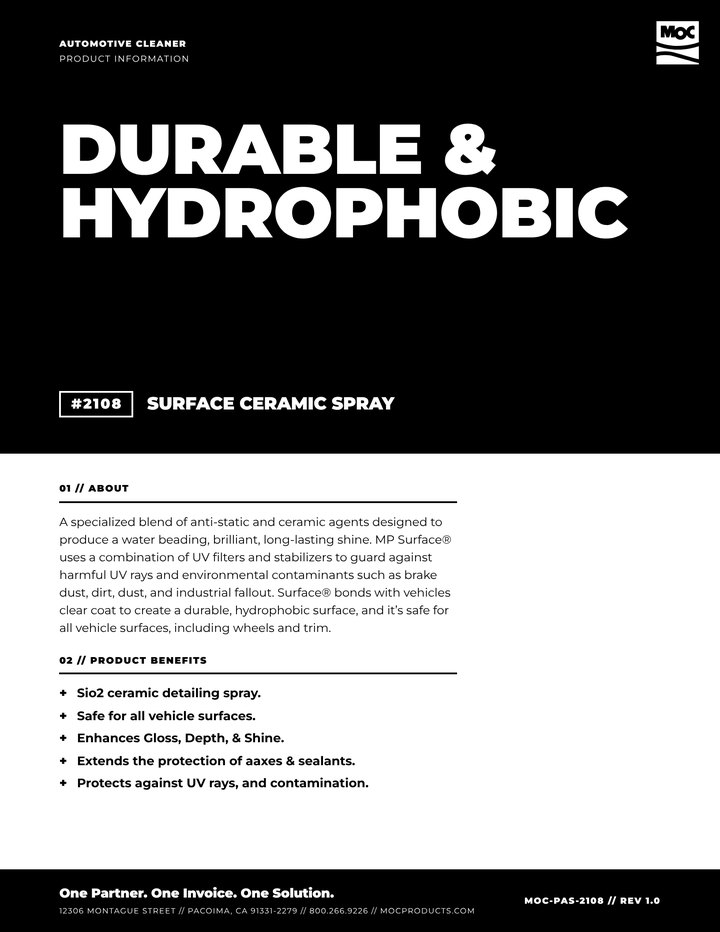 AUTOMOTIVE CLEANER
PRODUCT INFORMATION
MOC
DURABLE &
HYDROPHOBIC
#2108 SURFACE CERAMIC SPRAY
01 // ABOUT
A specialized blend of anti-static and ceramic agents designed to
produce a water beading, brilliant, long-lasting shine. MP Surface®
uses a combination of UV filters and stabilizers to guard against
harmful UV rays and environmental contaminants such as brake
dust, dirt, dust, and industrial fallout. Surface® bonds with vehicles
clear coat to create a durable, hydrophobic surface, and it’s safe for
all vehicle surfaces, including wheels and trim.
02 // PRODUCT BENEFITS
+ Sio2 ceramic detailing spray.
+ Safe for all vehicle surfaces.
+ Enhances Gloss, Depth, & Shine.
+ Extends the protection of aaxes & sealants.
+ Protects against UV rays, and contamination.
One Partner. One Invoice. One Solution.
12306 MONTAGUE STREET // PACOIMA, CA 91331-2279 // 800.266.9226 // MOCPRODUCTS.COM
MOC-PAS-2108 // REV 1.0